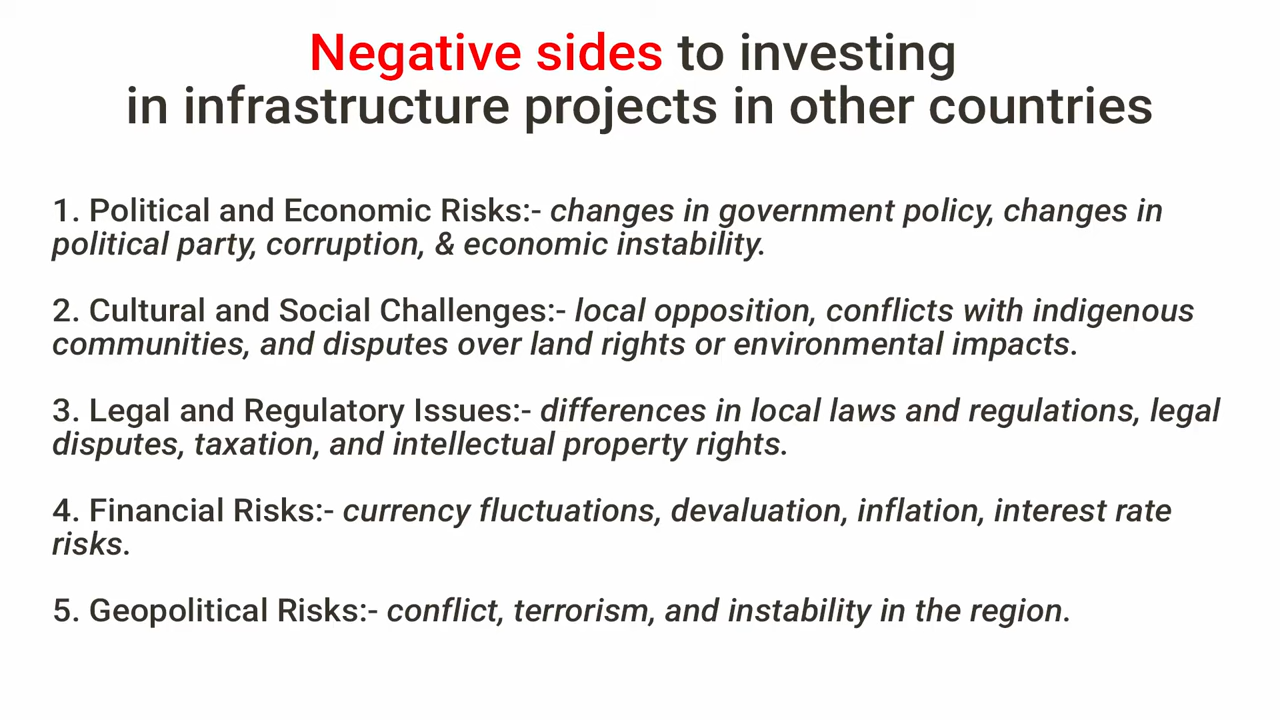 Negative sides to investing
in infrastructure projects in other countries
1. Political and Economic Risks:- changes in government policy, changes in
political party, corruption, & economic instability.
2. Cultural and Social Challenges:- local opposition, conflicts with indigenous
communities, and disputes over land rights or environmental impacts.
3. Legal and Regulatory Issues:- differences in local laws and regulations, legal
disputes, taxation, and intellectual property rights.
4. Financial Risks:- currency fluctuations, devaluation, inflation, interest rate
risks.
5. Geopolitical Risks:- conflict, terrorism, and instability in the region.